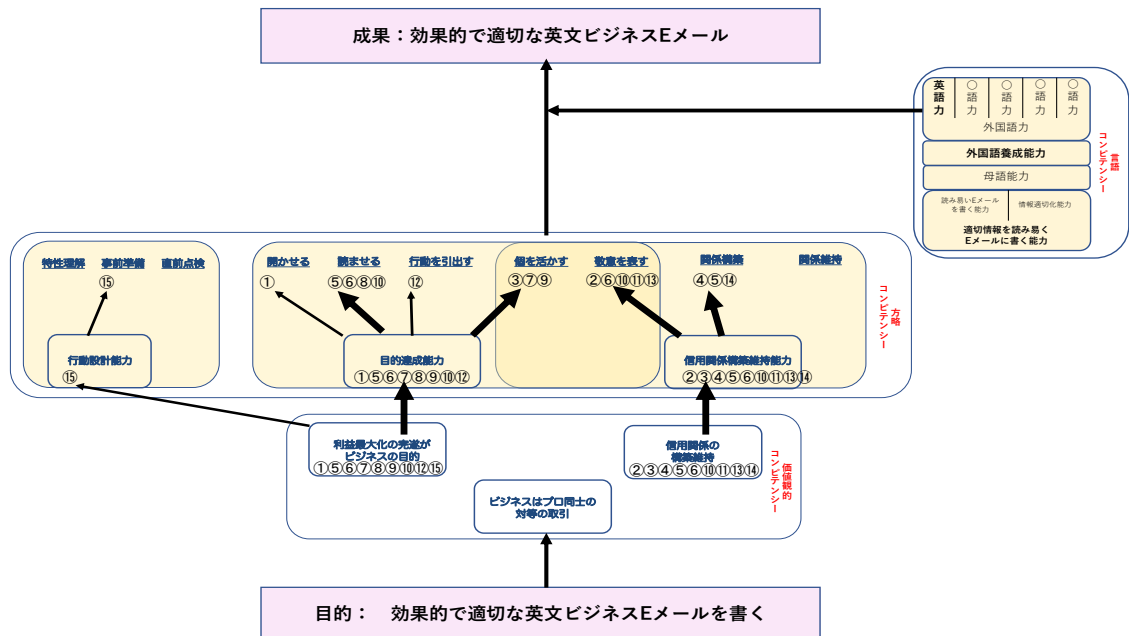 成果：効果的で適切な英文ビジネスEメール
英語力
〇語力
〇語力
〇語力
〇語力
外国語力
外国語養成能力
母語能力
読み易いEメール
を書く能力
情報適切化能力
適切情報を読み易く
Eメールに書く能力
言語
コンピテンシー
特性理解
事前準備
直前点検
⑮
開かせる
読ませる
行動を引出す
個を活かす
敬意を表す
関係構築
関係維持
①
⑤⑥⑧⑩
⑫
③⑦⑨
②⑥⑩⑪⑬
④⑤⑭
行動設計能力
⑮
目的達成能力
①⑤⑥⑦⑧⑨⑩⑫
信用関係構築維持能力
②③④⑤⑥⑩⑪⑬⑭
方略
コンピテンシー
利益最大化の完遂が
ビジネスの目的
①⑤⑥⑦⑧⑨⑩⑫⑮
信用関係の
構築維持
②③④⑤⑥⑩⑪⑬⑭
ビジネスはプロ同士の
対等の取引
価値観的
コンピテンシー
目的：　効果的で適切な英文ビジネスEメールを書く